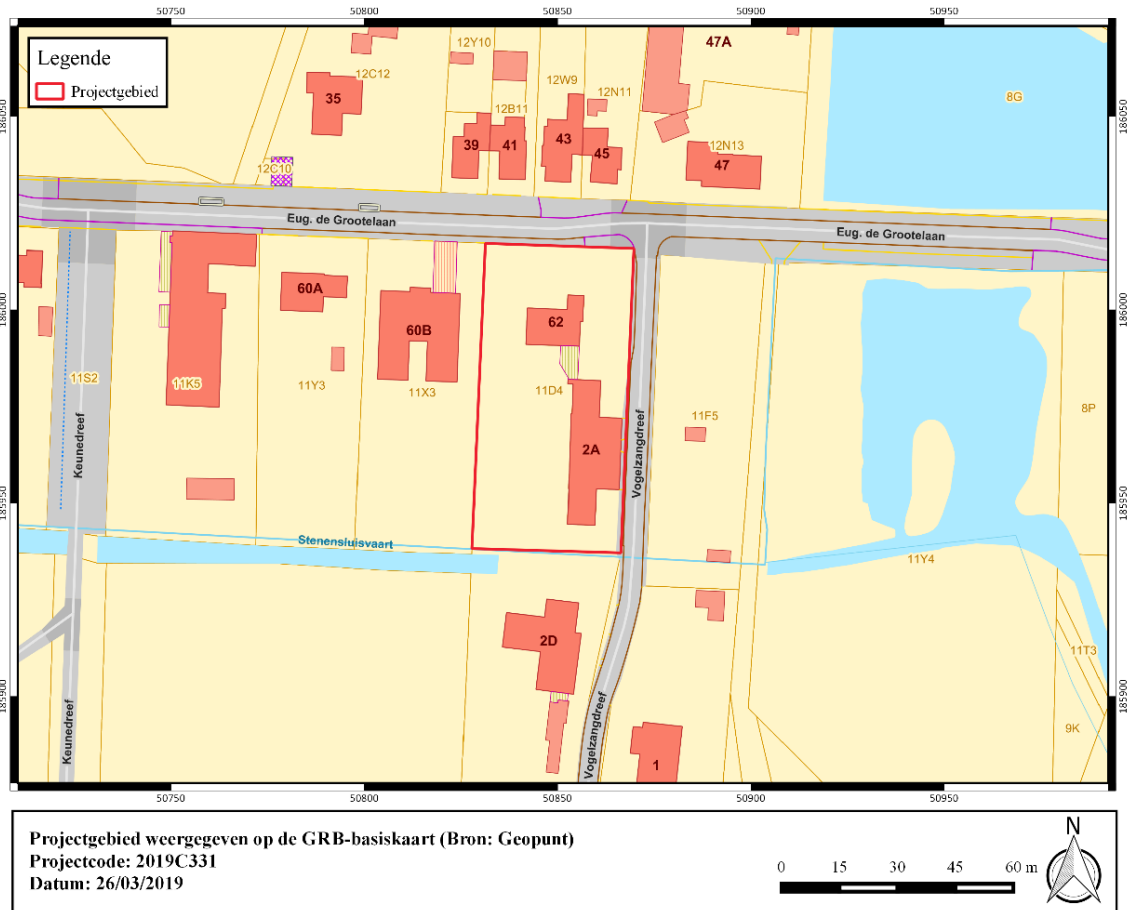 50750 50800 50850 50900 50950
Legende
Projectgebied
12Y10
47A
12C12
12W9
8G
35
12N11
12B11
186050
186050
39
41
43
45
12N13
47
12C10
Eug. de Grootelaan
Eug. de Grootelaan
186000
186000
60A
60B
62
11S2
11K5
11Y3
11X3
11D4
8P
11F5
Keunedreef
2A
Vogelzangdreef
185950
185950
Stenensluisvaart
11Y4
2D
11T3
185900
185900
Keunedreef
Vogelzangdreef
9K
1
50750 50800 50850 50900 50950
Projectgebied weergegeven op de GRB-basiskaart (Bron: Geopunt)
Projectcode: 2019C331
Datum: 26/03/2019
N
0 15 30 45 60 m